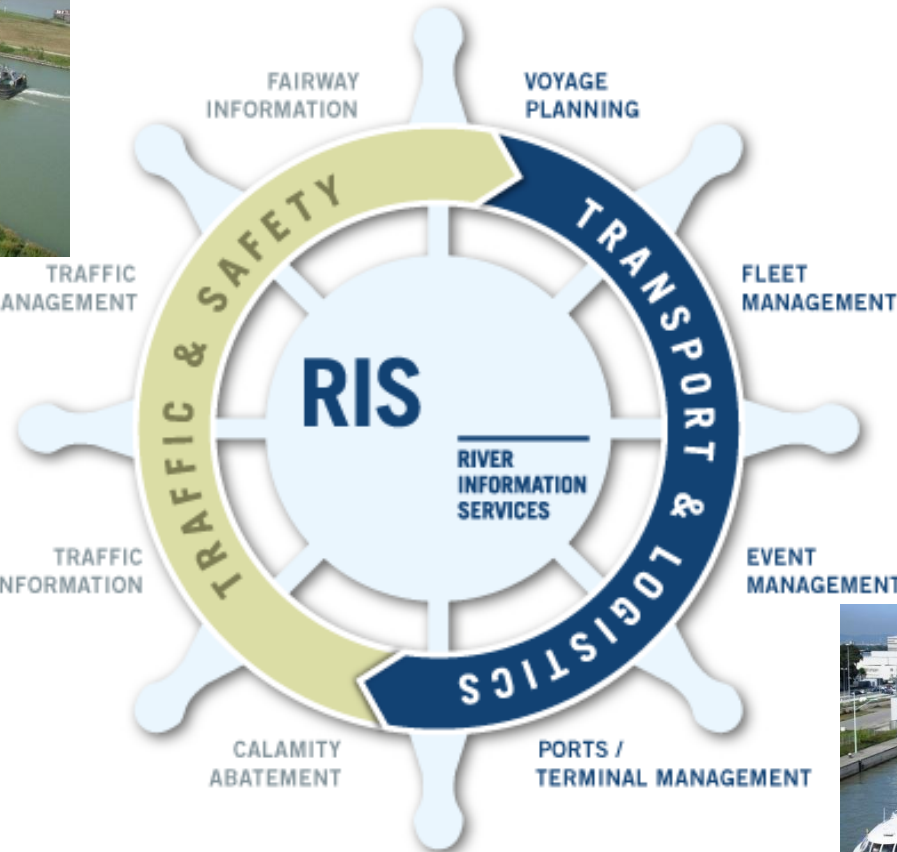 FAIRWAY
INFORMATION
VOYAGE
PLANNING
TRAFFIC
ANAGEMENT
FLEET
MANAGEMENT
TRAFFIC & SAFETY
TRANSPORT & LOGISTICS
RIS
RIVER
INFORMATION
SERVICES
TRAFFIC
NFORMATION
EVENT
MANAGEMENT
CALAMITY
ABATEMENT
PORTS /
TERMINAL MANAGEMENT